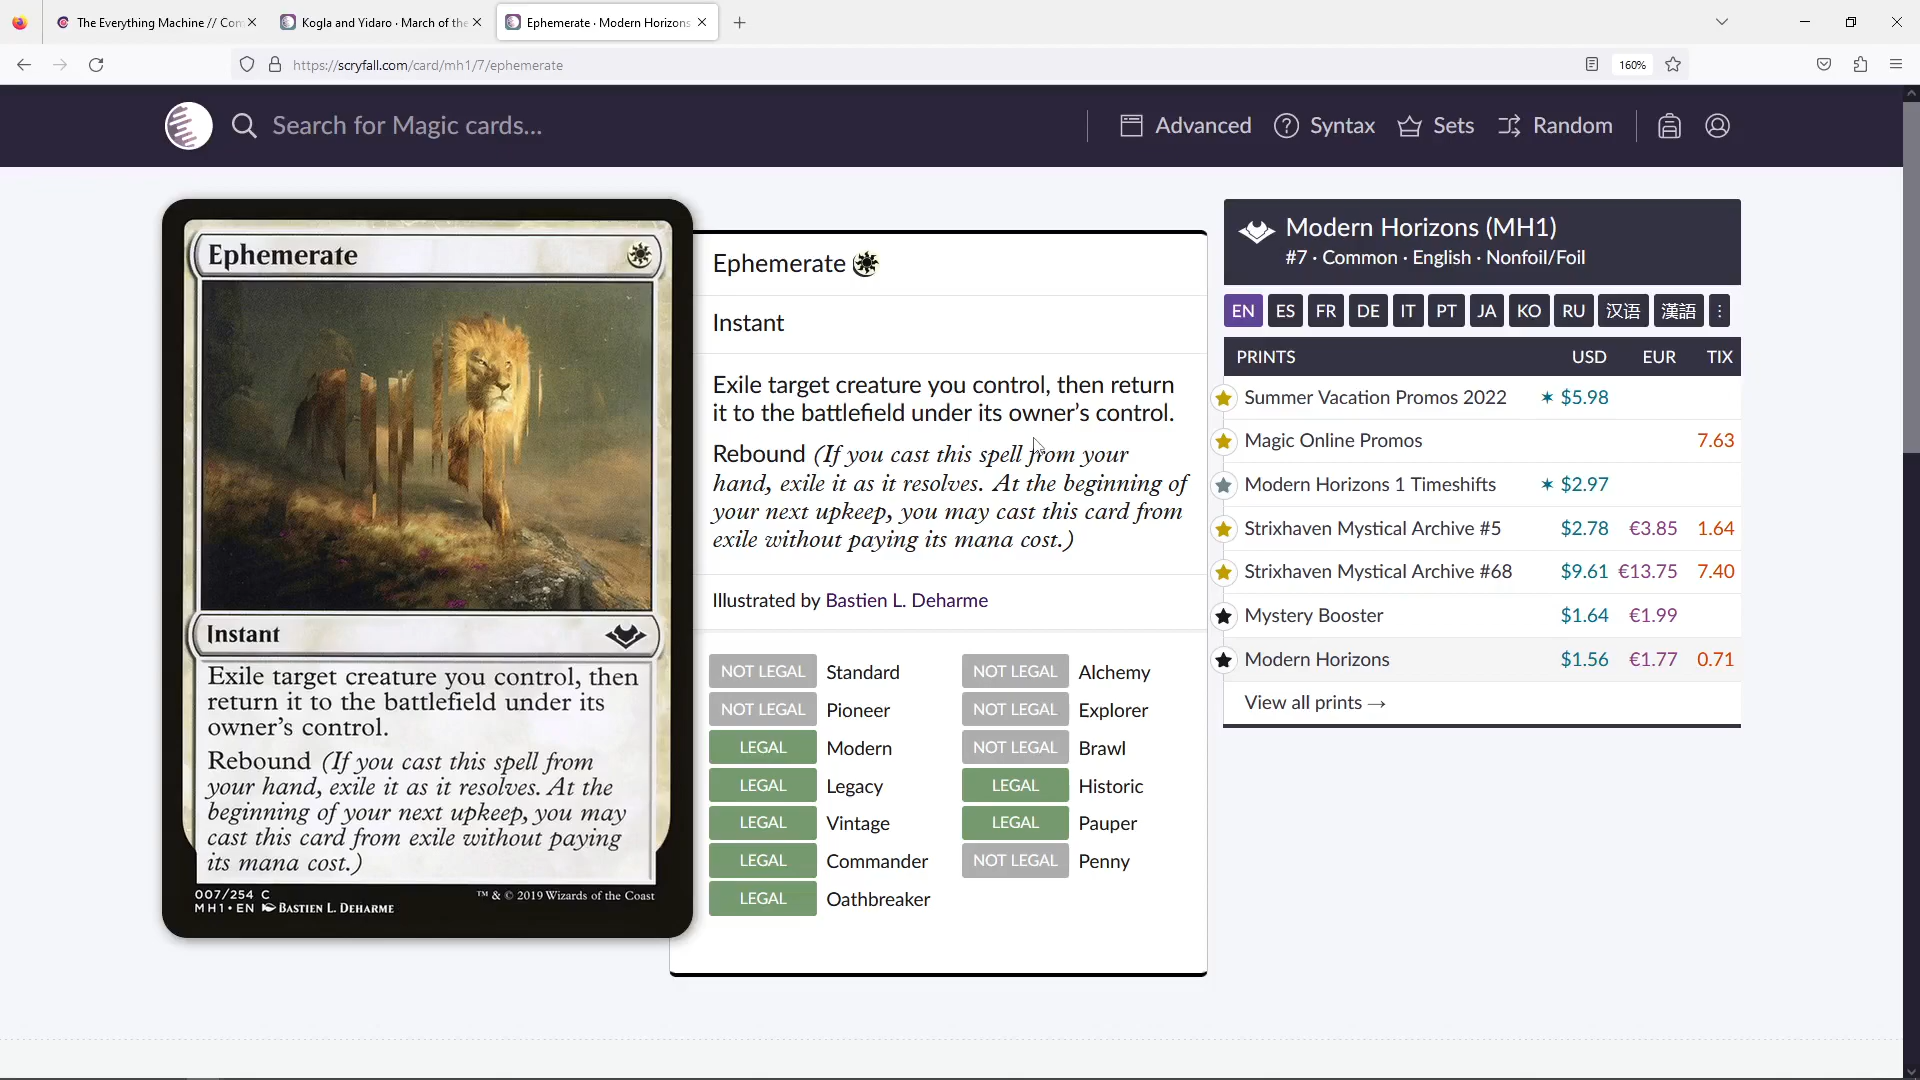 The Everything Machine // Com
Kogla and Yidaro · March of the
Ephemerate · Modern Horizons
https://scryfall.com/card/mh1/7/ephemerate
160%
Search for Magic cards...
Advanced
Syntax
Sets
Random
Ephemerate
Instant
Exile target creature you control, then
return it to the battlefield under its
owner's control.
Rebound (If you cast this spell from
your hand, exile it as it resolves. At the
beginning of your next upkeep, you may
cast this card from exile without paying
its mana cost.)
007/254 C
MH1 • EN BASTIEN L. DEHARME
™ & © 2019 Wizards of the Coast
Ephemerate
Instant
Exile target creature you control, then return
it to the battlefield under its owner's control.
Rebound (If you cast this spell from your
hand, exile it as it resolves. At the beginning of
your next upkeep, you may cast this card from
exile without paying its mana cost.)
Illustrated by Bastien L. Deharme
NOT LEGAL Standard NOT LEGAL Alchemy
NOT LEGAL Pioneer NOT LEGAL Explorer
LEGAL Modern NOT LEGAL Brawl
LEGAL Legacy LEGAL Historic
LEGAL Vintage LEGAL Pauper
LEGAL Commander NOT LEGAL Penny
LEGAL Oathbreaker
Modern Horizons (MH1)
#7 · Common · English · Nonfoil/Foil
EN ES FR DE IT PT JA KO RU 汉语 漢語
PRINTS USD EUR TIX
Summer Vacation Promos 2022 $5.98
Magic Online Promos 7.63
Modern Horizons 1 Timeshifts $2.97
Strixhaven Mystical Archive #5 $2.78 €3.85 1.64
Strixhaven Mystical Archive #68 $9.61 €13.75 7.40
Mystery Booster $1.64 €1.99
Modern Horizons $1.56 €1.77 0.71
View all prints →